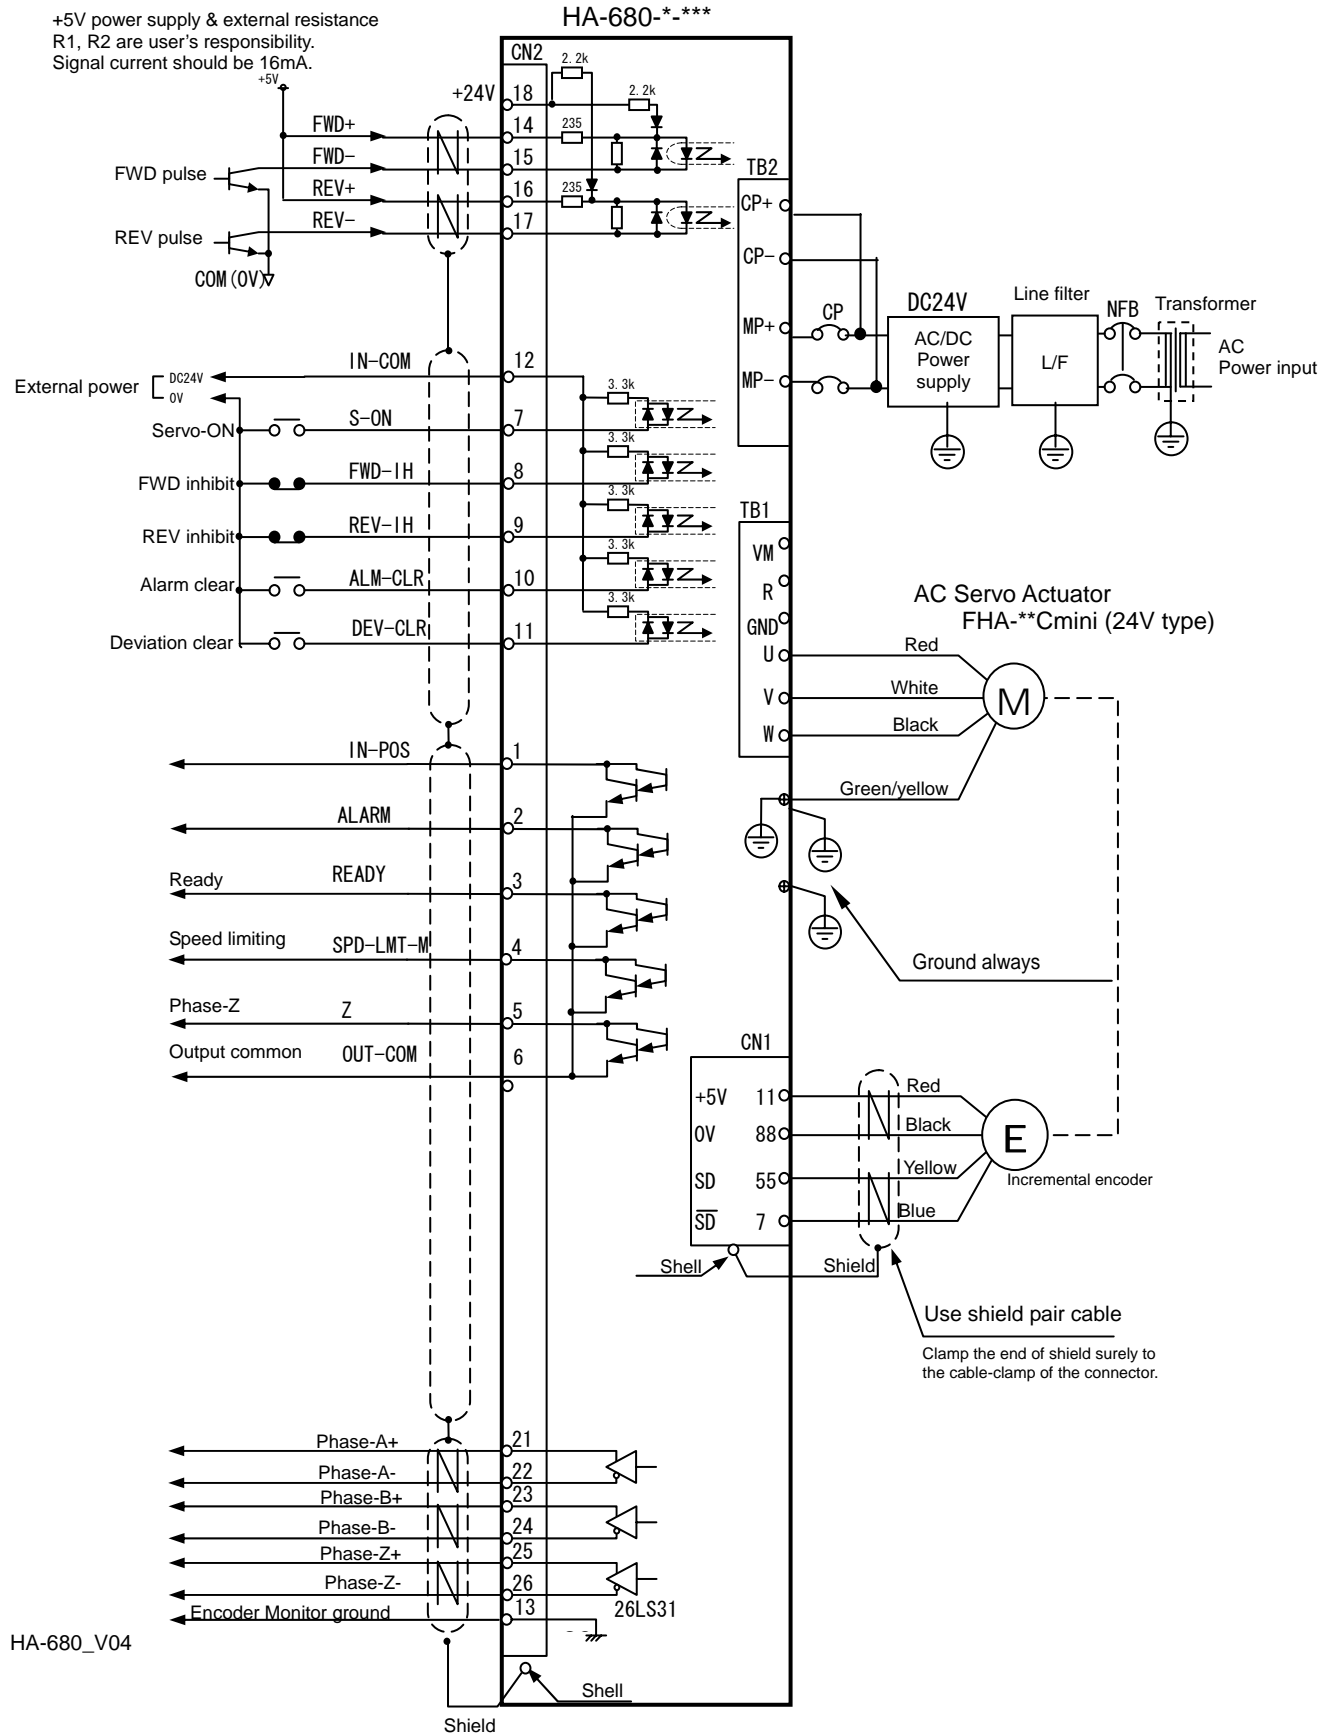 HA-680-*-***
+5V power supply & external resistance
R1, R2 are user's responsibility.
Signal current should be 16mA.
+5V
CN2
2.2k
+24V
18
2.2k
FWD+
14
235
FWD-
15
FWD pulse
REV+
16
235
REV-
17
REV pulse
COM(0V)
TB2
CP+
CP-
MP+
MP-
CP
DC24V
AC/DC
Power
supply
Line filter
L/F
NFB
Transformer
AC
Power input
IN-COM
12
External power
DC24V
0V
3.3k
Servo-ON
S-ON
7
3.3k
FWD inhibit
FWD-IH
8
3.3k
REV inhibit
REV-IH
9
3.3k
Alarm clear
ALM-CLR
10
3.3k
Deviation clear
DEV-CLR
11
TB1
VM
R
GND
U
V
W
AC Servo Actuator
FHA-**Cmini (24V type)
Red
White
Black
M
Green/yellow
IN-POS
1
ALARM
2
Ready
READY
3
Speed limiting
SPD-LMT-M
4
Phase-Z
Z
5
Output common
OUT-COM
6
Ground always
CN1
+5V
11
Red
0V
88
Black
SD
55
Yellow
SD
7
Blue
E
Incremental encoder
Shell
Shield
Use shield pair cable
Clamp the end of shield surely to
the cable-clamp of the connector.
Phase-A+
21
Phase-A-
22
Phase-B+
23
Phase-B-
24
Phase-Z+
25
Phase-Z-
26
26LS31
Encoder Monitor ground
13
HA-680_V04
Shell
Shield